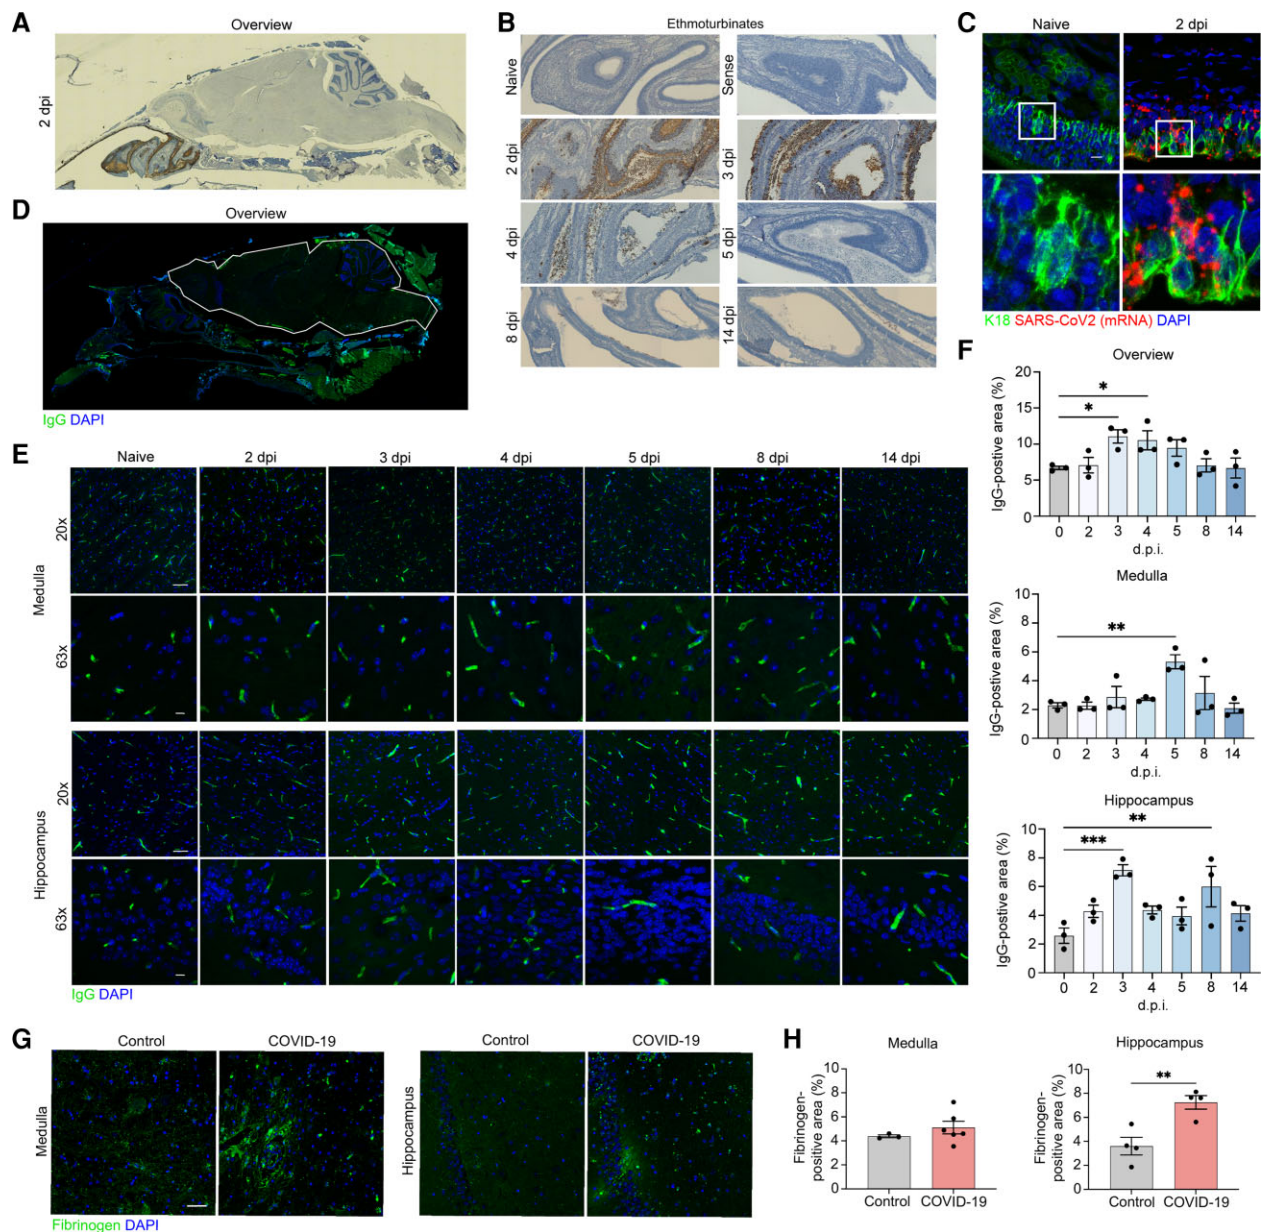 A
Overview
2 dpi
B
Ethmoturbinates
Naive
Sense
2 dpi
3 dpi
4 dpi
5 dpi
8 dpi
14 dpi
C
Naive
2 dpi
K18 SARS-CoV2 (mRNA) DAPI
D
Overview
IgG DAPI
E
Naive 2 dpi 3 dpi 4 dpi 5 dpi 8 dpi 14 dpi
Medulla
20x
63x
Hippocampus
20x
63x
IgG DAPI
F
Overview
IgG-postive area (%)
20
15
10
5
0
* 
*
0 2 3 4 5 8 14
d.p.i.
Medulla
IgG-postive area (%)
10
8
6
4
2
0
**
0 2 3 4 5 8 14
d.p.i.
Hippocampus
IgG-postive area (%)
10
8
6
4
2
0
**
***
0 2 3 4 5 8 14
d.p.i.
G
Control COVID-19
Medulla
Fibrinogen DAPI
Control COVID-19
Hippocampus
H
Medulla
Fibrinogen-
positive area (%)
10
8
6
4
2
0
Control COVID-19
Hippocampus
Fibrinogen-
positive area (%)
10
8
6
4
2
0
**
Control COVID-19